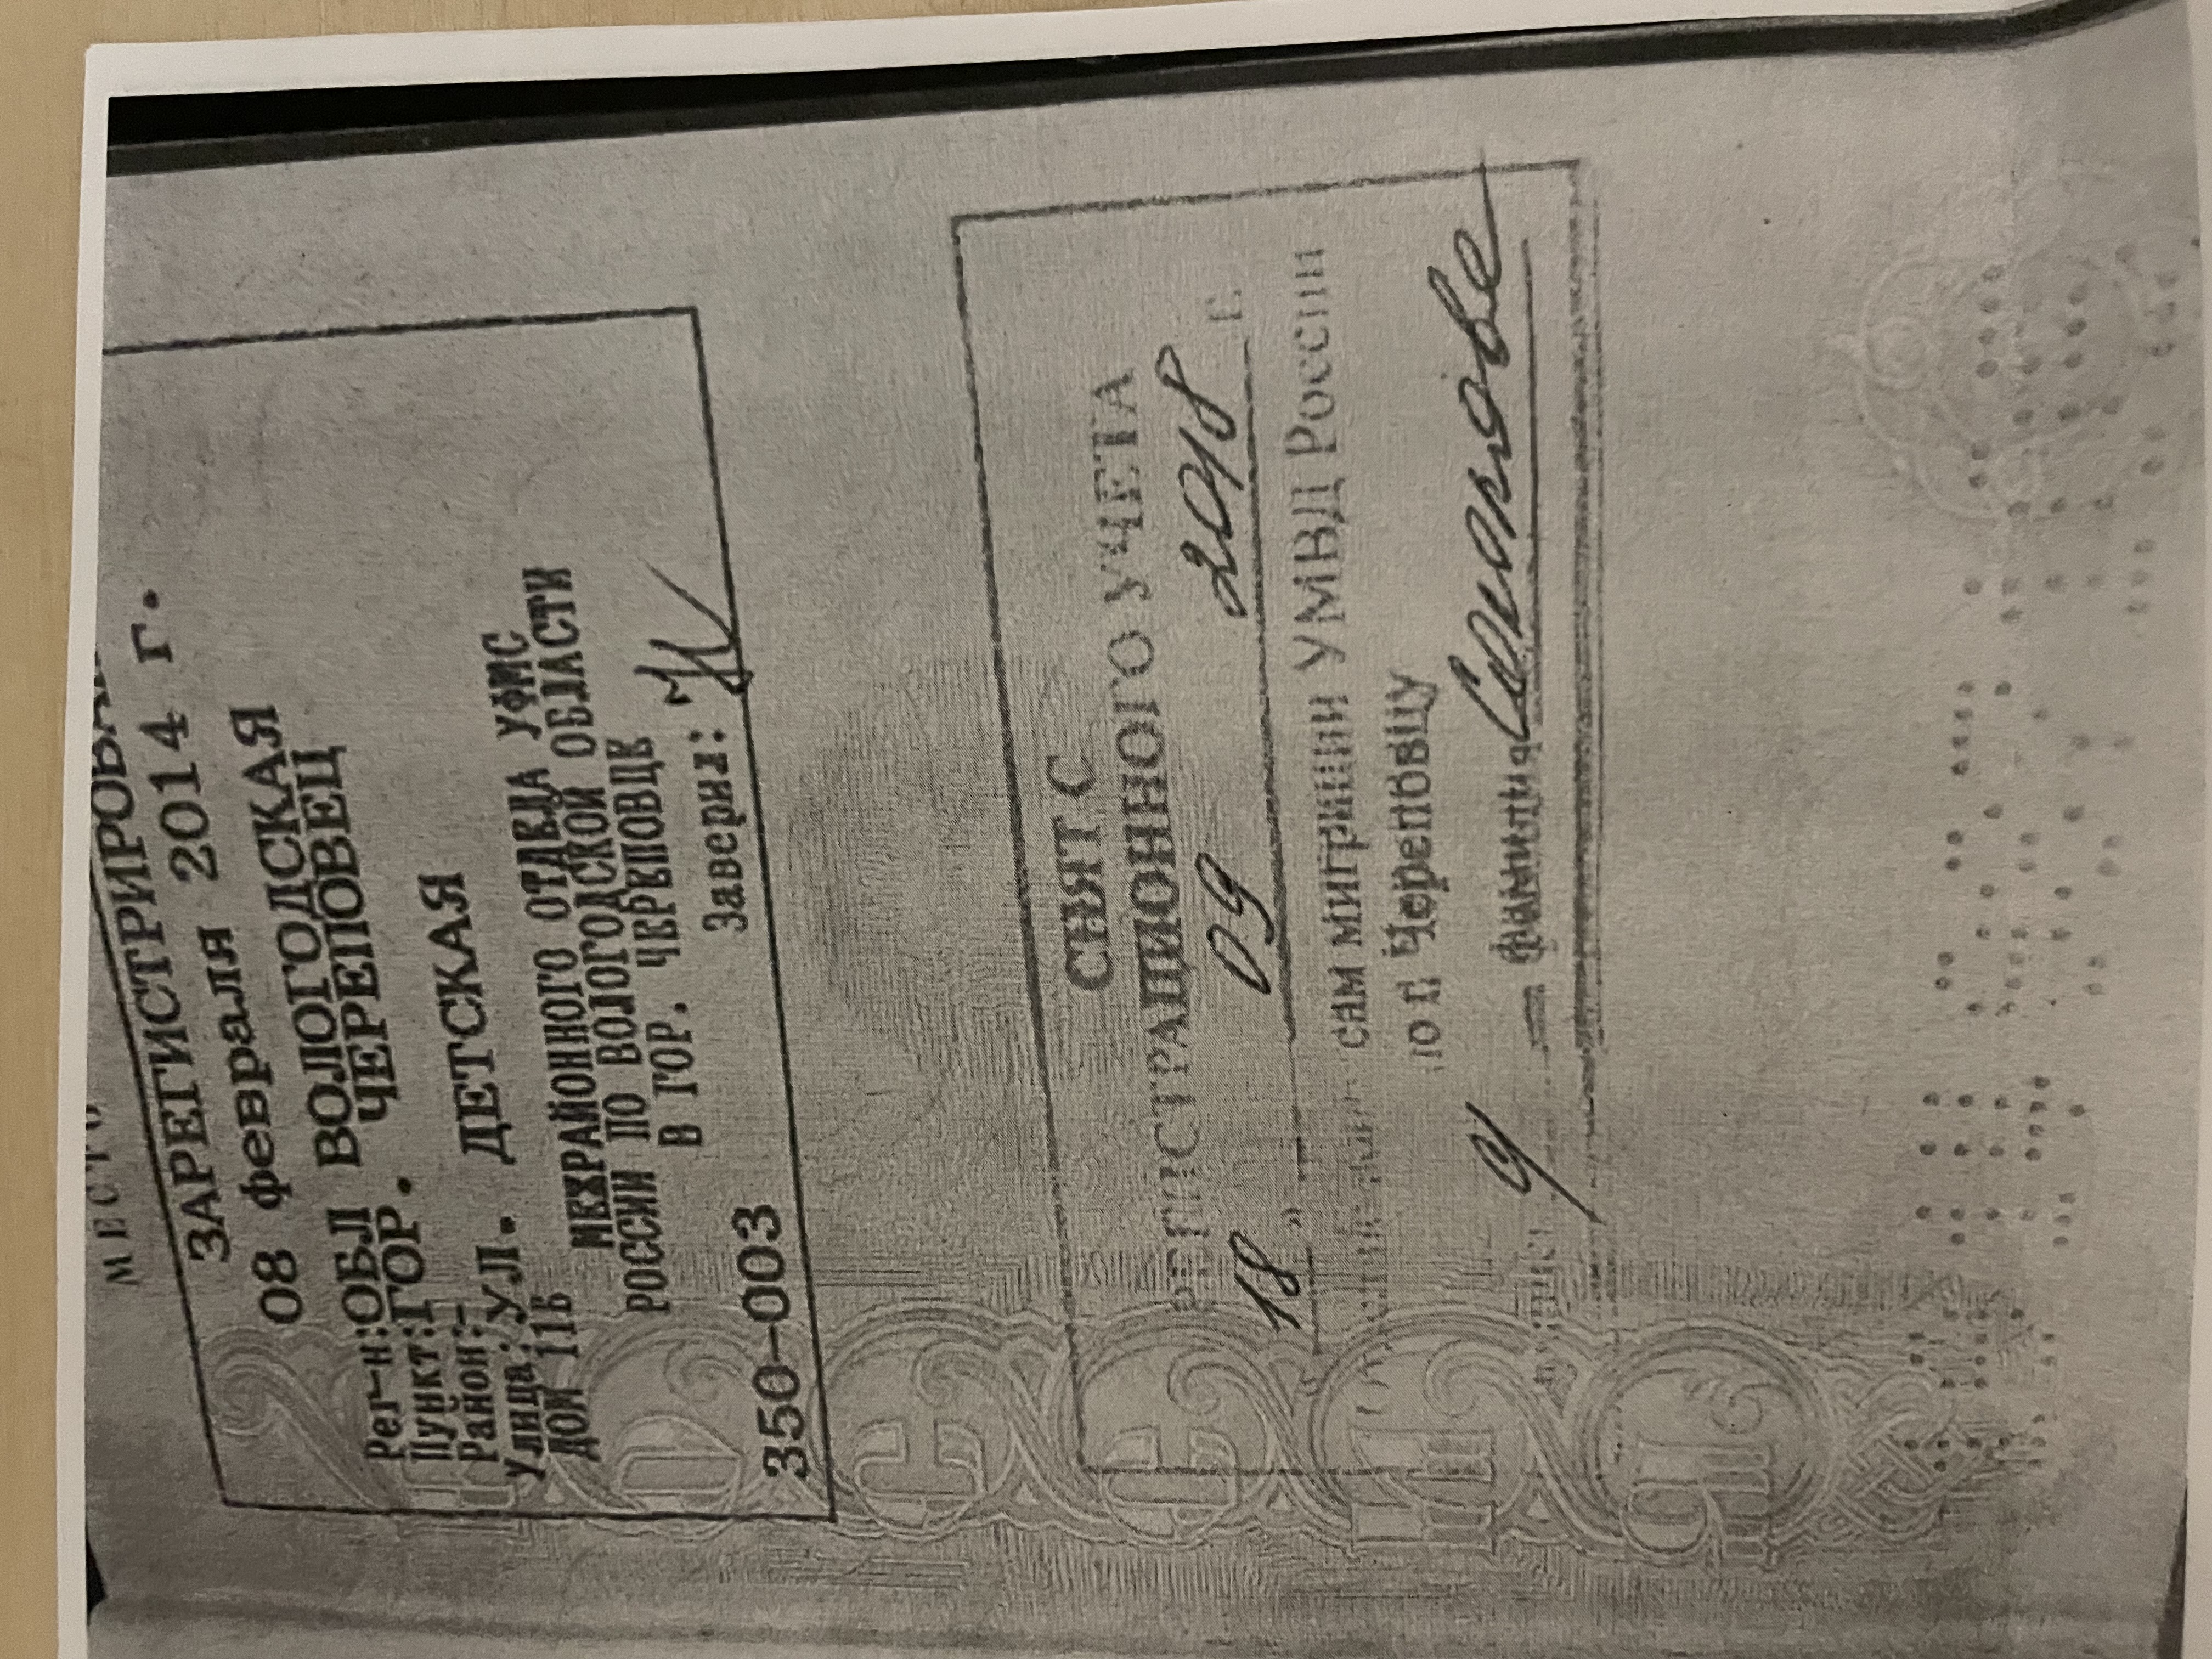 МЕСТО
ЗАРЕГИСТРИРОВАН
08 февраля 2014 г.
Рег-н:ОБЛ ВОЛОГОДСКАЯ
Пункт:ГОР. ЧЕРЕПОВЕЦ
Район:-
Улица:УЛ. ДЕТСКАЯ
ДОМ 11Б
МЕЖРАЙОННОГО ОТДЕЛА УФМС
РОССИИ ПО ВОЛОГОДСКОЙ ОБЛАСТИ
В ГОР. ЧЕРЕПОВЦЕ
Заверил:
350-003
СНЯТ С
РЕГИСТРАЦИОННОГО УЧЕТА
18 " 09 2018 г.
миграции УМВД России
по г. Череповцу
фамилия